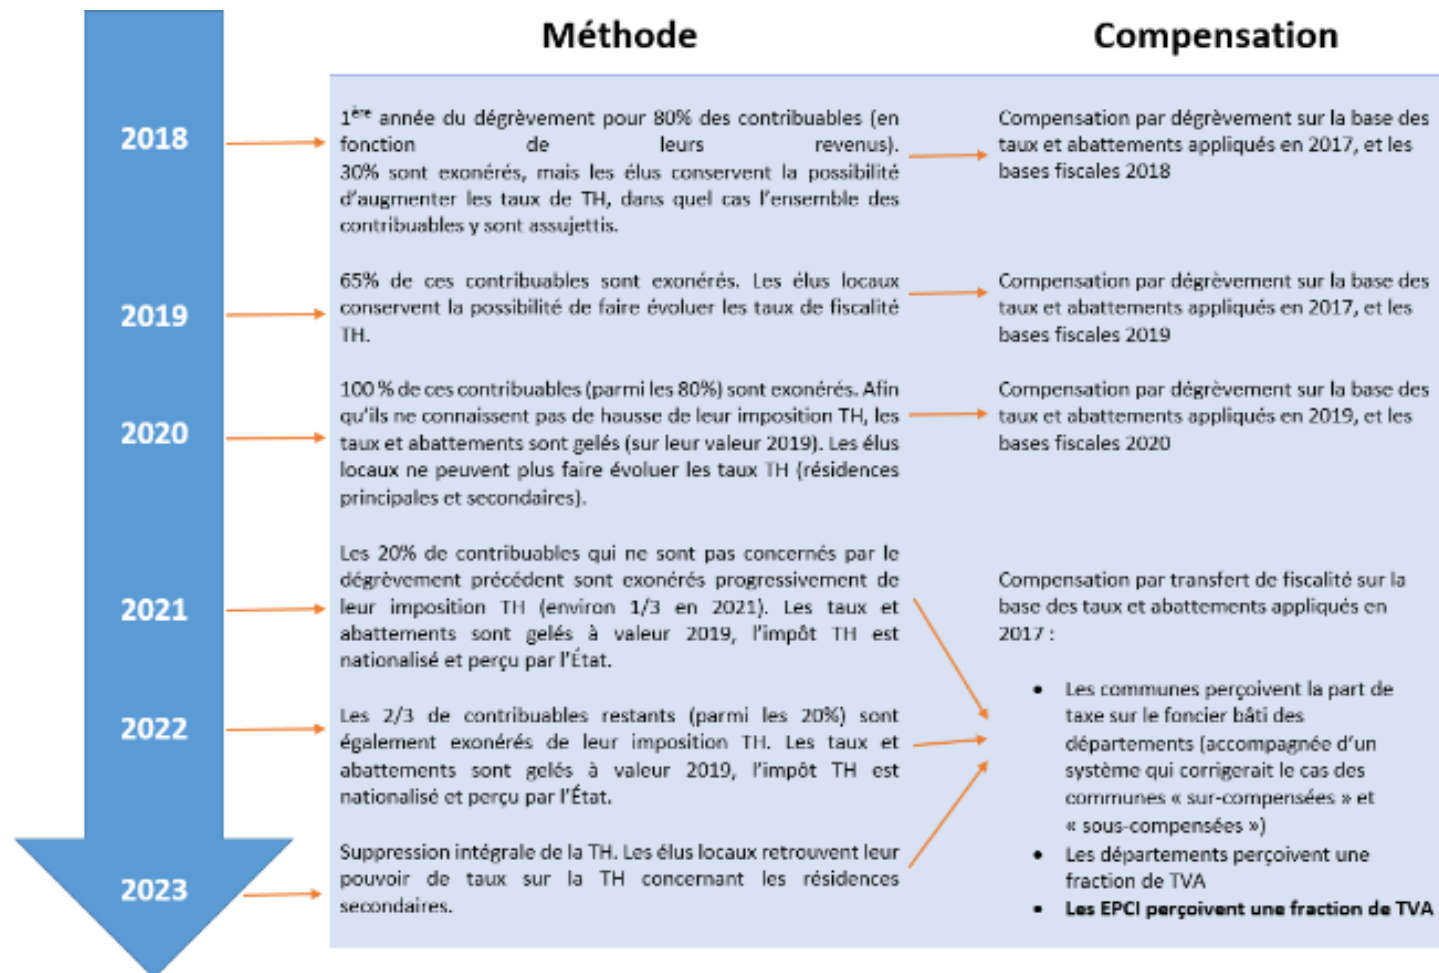 Méthode
Compensation
2018
1ère année du dégrèvement pour 80% des contribuables (en
fonction de leurs revenus).
30% sont exonérés, mais les élus conservent la possibilité
d'augmenter les taux de TH, dans quel cas l'ensemble des
contribuables y sont assujettis.
Compensation par dégrèvement sur la base des
taux et abattements appliqués en 2017, et les
bases fiscales 2018
2019
65% de ces contribuables sont exonérés. Les élus locaux
conservent la possibilité de faire évoluer les taux de fiscalité
TH.
Compensation par dégrèvement sur la base des
taux et abattements appliqués en 2017, et les
bases fiscales 2019
2020
100 % de ces contribuables (parmi les 80%) sont exonérés. Afin
qu'ils ne connaissent pas de hausse de leur imposition TH, les
taux et abattements sont gelés (sur leur valeur 2019). Les élus
locaux ne peuvent plus faire évoluer les taux TH (résidences
principales et secondaires).
Compensation par dégrèvement sur la base des
taux et abattements appliqués en 2019, et les
bases fiscales 2020
2021
Les 20% de contribuables qui ne sont pas concernés par le
dégrèvement précédent sont exonérés progressivement de
leur imposition TH (environ 1/3 en 2021). Les taux et
abattements sont gelés à valeur 2019, l'impôt TH est
nationalisé et perçu par l'État.
2022
Les 2/3 de contribuables restants (parmi les 20%) sont
également exonérés de leur imposition TH. Les taux et
abattements sont gelés à valeur 2019, l'impôt TH est
nationalisé et perçu par l'État.
2023
Suppression intégrale de la TH. Les élus locaux retrouvent leur
pouvoir de taux sur la TH concernant les résidences
secondaires.
Compensation par transfert de fiscalité sur la
base des taux et abattements appliqués en
2017 :
• Les communes perçoivent la part de
taxe sur le foncier bâti des
départements (accompagnée d'un
système qui corrigerait le cas des
communes « sur-compensées » et
« sous-compensées »)
• Les départements perçoivent une
fraction de TVA
• Les EPCI perçoivent une fraction de TVA